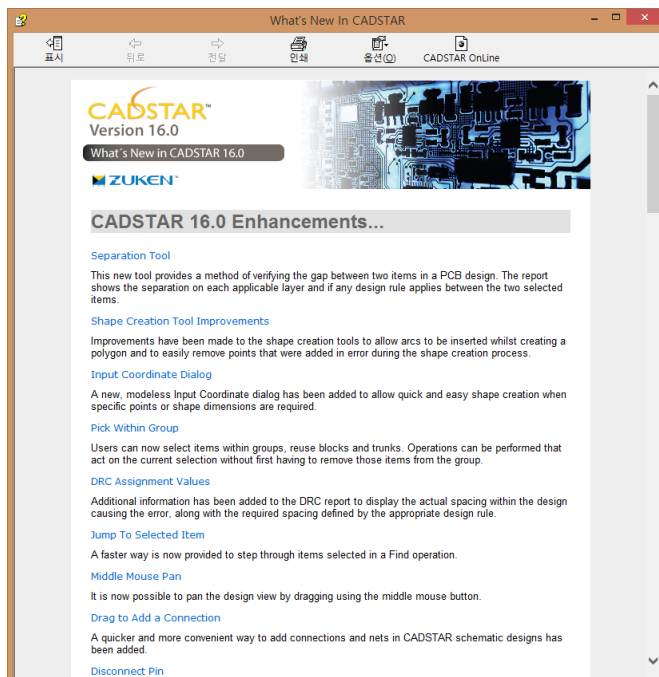 What's New In CADSTAR
표시
뒤로
전달
인쇄
옵션(O)
CADSTAR OnLine
CADSTAR™
Version 16.0
What's New in CADSTAR 16.0
ZUKEN™
CADSTAR 16.0 Enhancements...
Separation Tool
This new tool provides a method of verifying the gap between two items in a PCB design. The report
shows the separation on each applicable layer and if any design rule applies between the two selected
items.
Shape Creation Tool Improvements
Improvements have been made to the shape creation tools to allow arcs to be inserted whilst creating a
polygon and to easily remove points that were added in error during the shape creation process.
Input Coordinate Dialog
A new, modeless Input Coordinate dialog has been added to allow quick and easy shape creation when
specific points or shape dimensions are required.
Pick Within Group
Users can now select items within groups, reuse blocks and trunks. Operations can be performed that
act on the current selection without first having to remove those items from the group.
DRC Assignment Values
Additional information has been added to the DRC report to display the actual spacing within the design
causing the error, along with the required spacing defined by the appropriate design rule.
Jump To Selected Item
A faster way is now provided to step through items selected in a Find operation.
Middle Mouse Pan
It is now possible to pan the design view by dragging using the middle mouse button.
Drag to Add a Connection
A quicker and more convenient way to add connections and nets in CADSTAR schematic designs has
been added.
Disconnect Pin